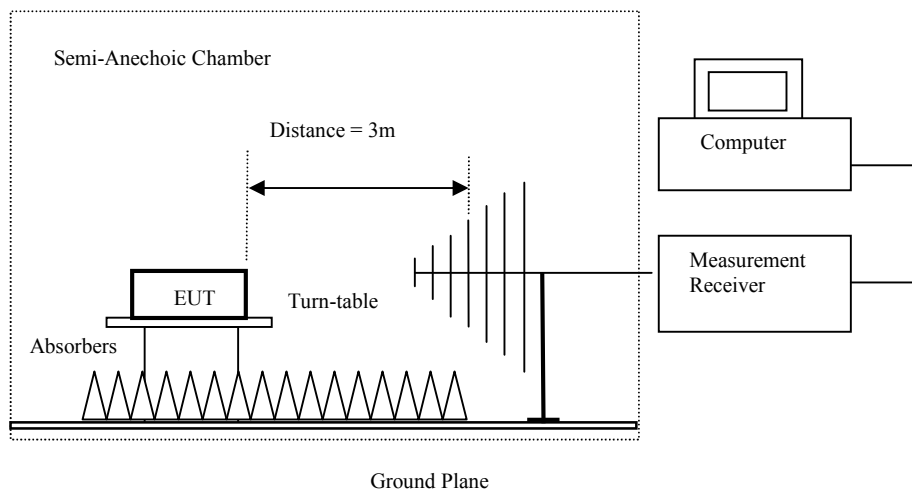 Semi-Anechoic Chamber
Distance = 3m
Computer
Measurement
Receiver
EUT
Turn-table
Absorbers
Ground Plane